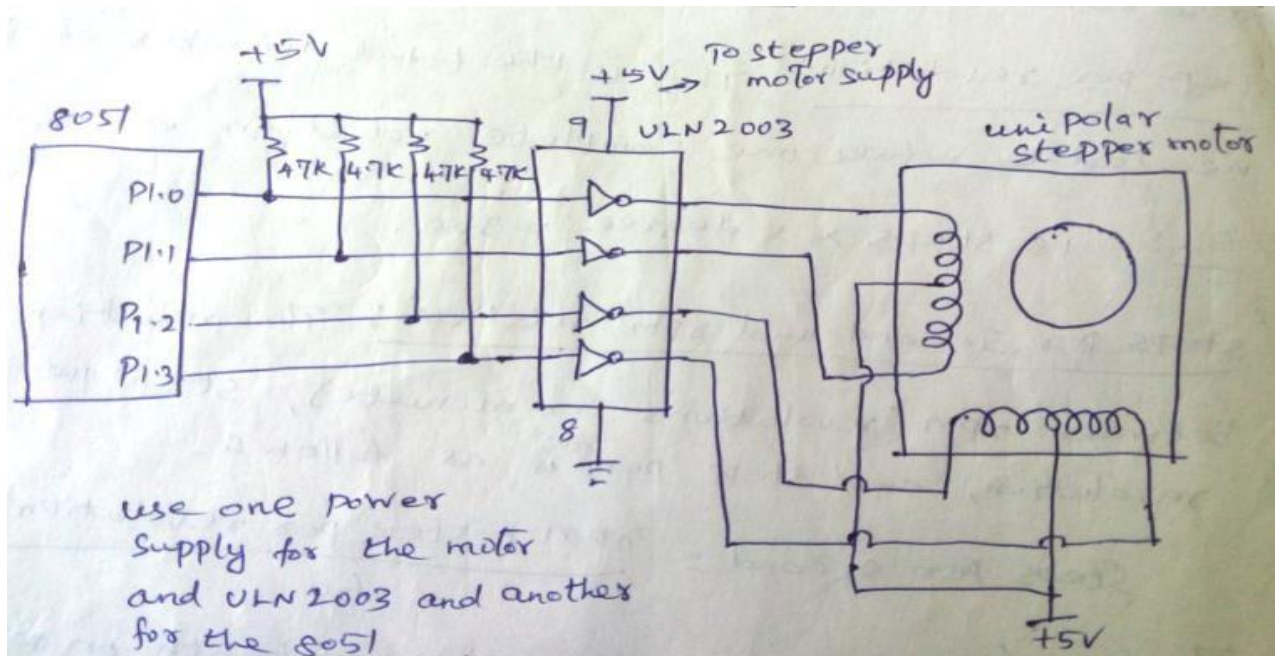 +5V
To stepper
+5V → motor supply
8051
9
ULN 2003
unipolar
stepper motor
4.7K 4.7K 4.7K 4.7K
P1.0
P1.1
P1.2
P1.3
8
use one power
supply for the motor
and ULN 2003 and another
for the 8051
+5V